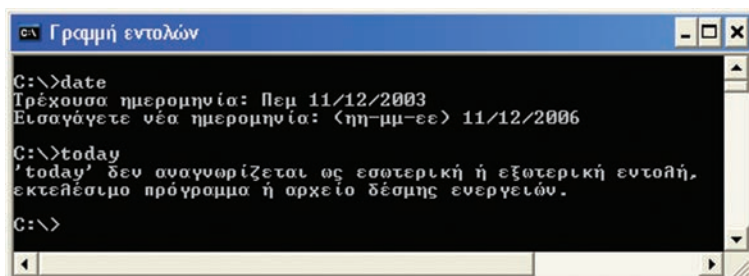 Γραμμή εντολών
C:\>date
Τρέχουσα ημερομηνία: Πεμ 11/12/2003
Εισαγάγετε νέα ημερομηνία: (ηη-μμ-εε) 11/12/2006
C:\>today
'today' δεν αναγνωρίζεται ως εσωτερική ή εξωτερική εντολή,
εκτελέσιμο πρόγραμμα ή αρχείο δέσμης ενεργειών.
C:\>